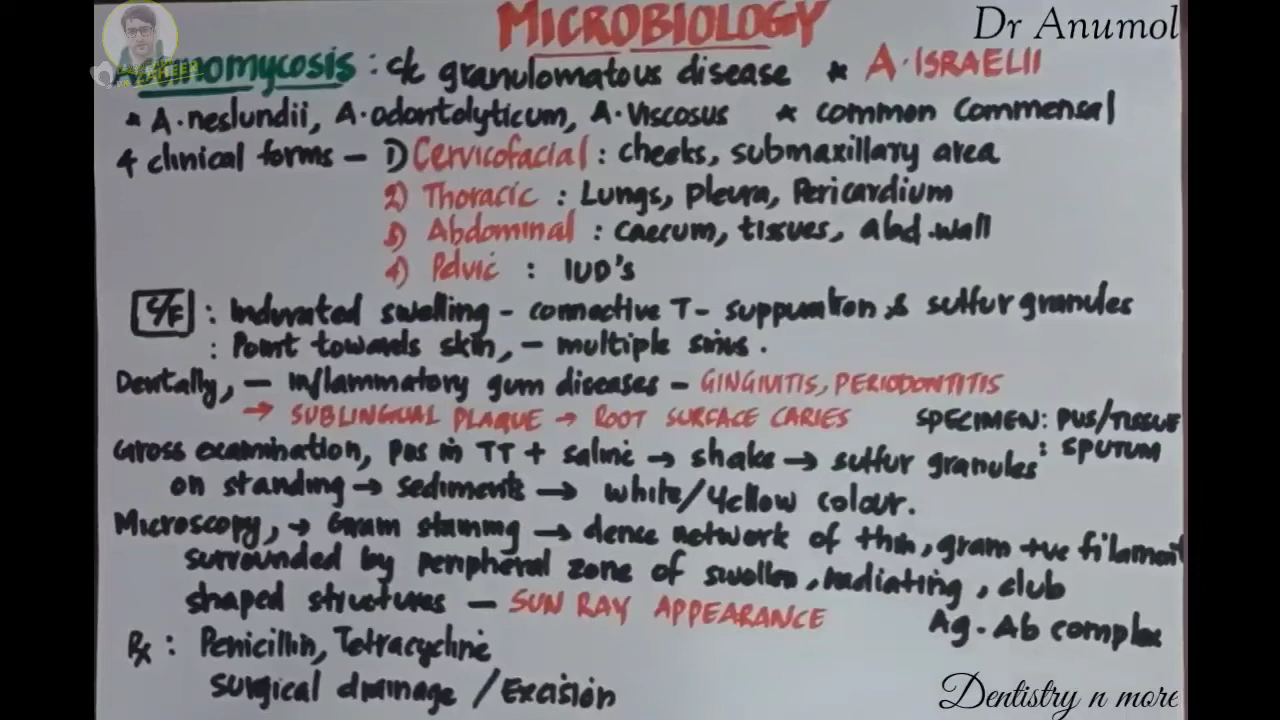 MICROBIOLOGY
Dr Anumol
Actinomycosis : c/c granulomatous disease * A. ISRAELII
* A. neslundii, A. odontolyticum, A. Viscosus * common commensal
4 clinical forms – 1) Cervicofacial : cheeks, submaxillary area
2) Thoracic : Lungs, pleura, Pericardium
3) Abdominal : caecum, tissues, abd. wall
4) Pelvic : IUD's
C/F : Indurated swelling – connective T – suppuration & sulfur granules
: Point towards skin, – multiple sinus.
Dentally, – inflammatory gum diseases – GINGIVITIS, PERIODONTITIS
→ SUBLINGUAL PLAQUE → ROOT SURFACE CARIES
SPECIMEN: PUS/TISSUE
: SPUTUM
Gross examination, pus in TT + saline → shake → sulfur granules
on standing → sediments → white/yellow colour.
Microscopy, → Gram staining → dense network of thin, gram +ve filament
surrounded by peripheral zone of swollen, radiating, club
shaped structures – SUN RAY APPEARANCE
Ag. Ab complex
Rx : Penicillin, Tetracycline
surgical drainage / Excision
Dentistry n more